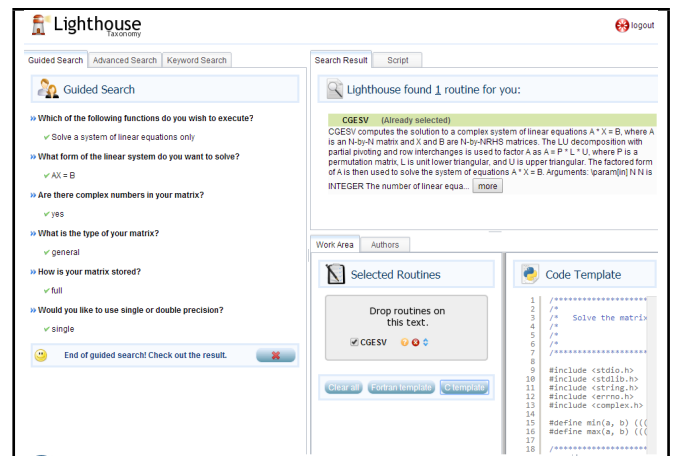 Lighthouse
Taxonomy
logout
Guided Search
Advanced Search
Keyword Search
Guided Search
» Which of the following functions do you wish to execute?
Solve a system of linear equations only
» What form of the linear system do you want to solve?
AX = B
» Are there complex numbers in your matrix?
yes
» What is the type of your matrix?
general
» How is your matrix stored?
full
» Would you like to use single or double precision?
single
End of guided search! Check out the result.
Search Result
Script
Lighthouse found 1 routine for you:
CGESV (Already selected)
CGESV computes the solution to a complex system of linear equations A * X = B, where A
is an N-by-N matrix and X and B are N-by-NRHS matrices. The LU decomposition with
partial pivoting and row interchanges is used to factor A as A = P * L * U, where P is a
permutation matrix, L is unit lower triangular, and U is upper triangular. The factored form
of A is then used to solve the system of equations A * X = B. Arguments: \param[in] N N is
INTEGER The number of linear equa... more
Work Area
Authors
Selected Routines
Drop routines on
this text.
CGESV
Clear all
Fortran template
C template
Code Template
1 /*********************
2 /*
3 /* Solve the matrix
4 /*
5 /*
6 /*
7 /*********************
8
9 #include <stdio.h>
10 #include <stdlib.h>
11 #include <string.h>
12 #include <errno.h>
13 #include <complex.h>
14
15 #define min(a, b) (((
16 #define max(a, b) (((
17
18 /*********************